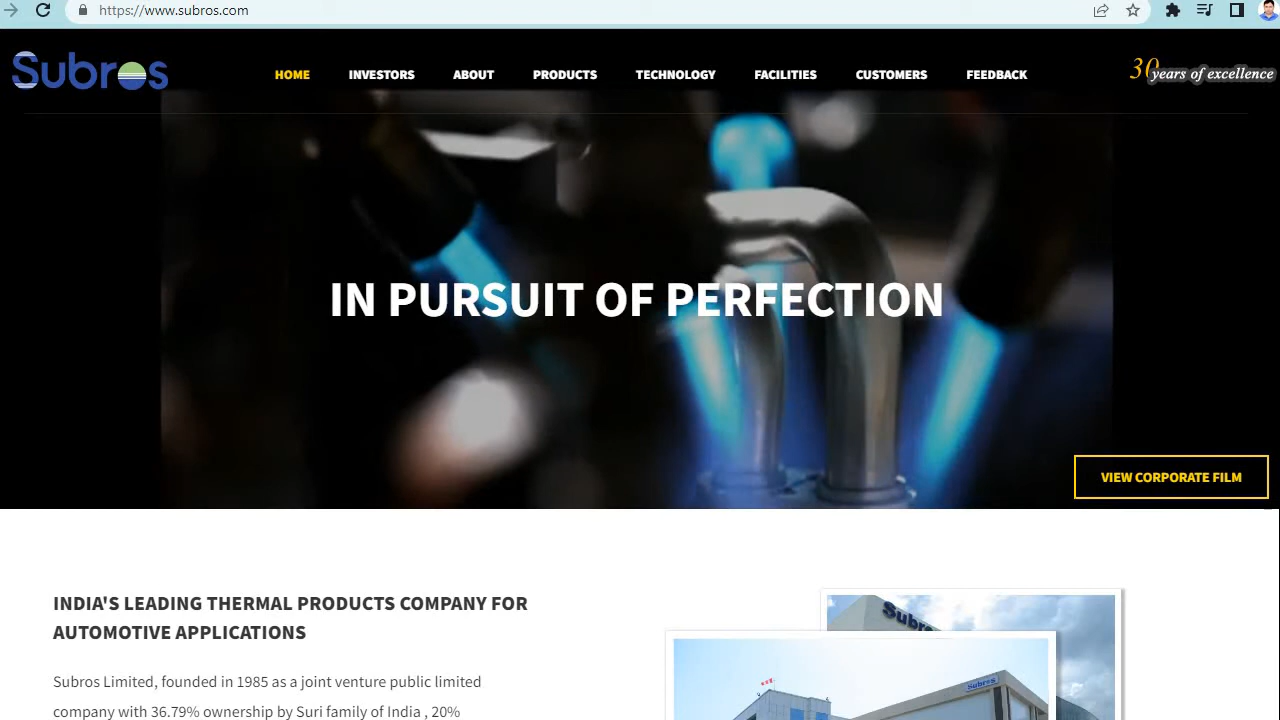 https://www.subros.com
Subros
HOME INVESTORS ABOUT PRODUCTS TECHNOLOGY FACILITIES CUSTOMERS FEEDBACK
30 years of excellence
IN PURSUIT OF PERFECTION
VIEW CORPORATE FILM
INDIA'S LEADING THERMAL PRODUCTS COMPANY FOR
AUTOMOTIVE APPLICATIONS
Subros
Subros Limited, founded in 1985 as a joint venture public limited
company with 36.79% ownership by Suri family of India , 20%